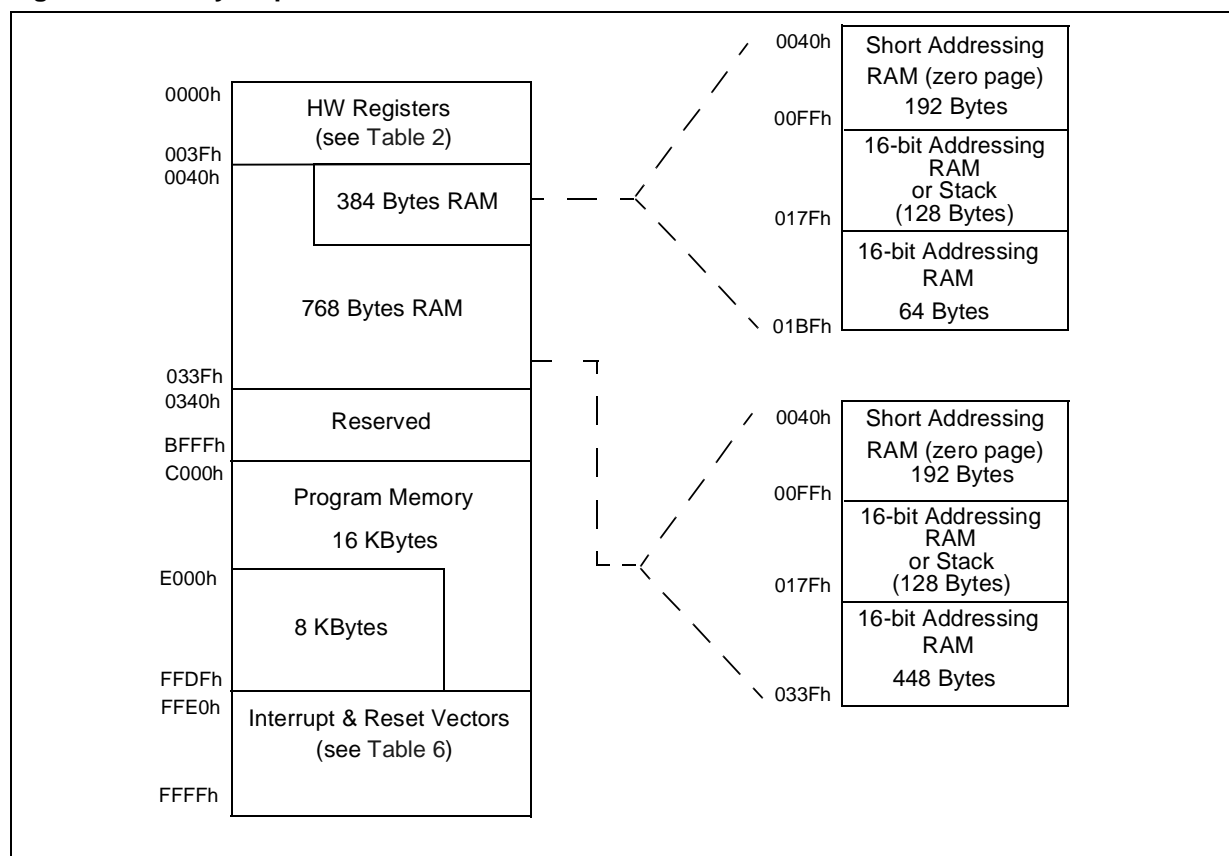 0000h
HW Registers
(see Table 2)
003Fh
0040h
384 Bytes RAM
768 Bytes RAM
033Fh
0340h
Reserved
BFFFh
C000h
Program Memory
16 KBytes
E000h
8 KBytes
FFDFh
FFE0h
Interrupt & Reset Vectors
(see Table 6)
FFFFh
0040h
Short Addressing
RAM (zero page)
192 Bytes
00FFh
16-bit Addressing
RAM
or Stack
(128 Bytes)
017Fh
16-bit Addressing
RAM
64 Bytes
01BFh
0040h
Short Addressing
RAM (zero page)
192 Bytes
00FFh
16-bit Addressing
RAM
or Stack
(128 Bytes)
017Fh
16-bit Addressing
RAM
448 Bytes
033Fh